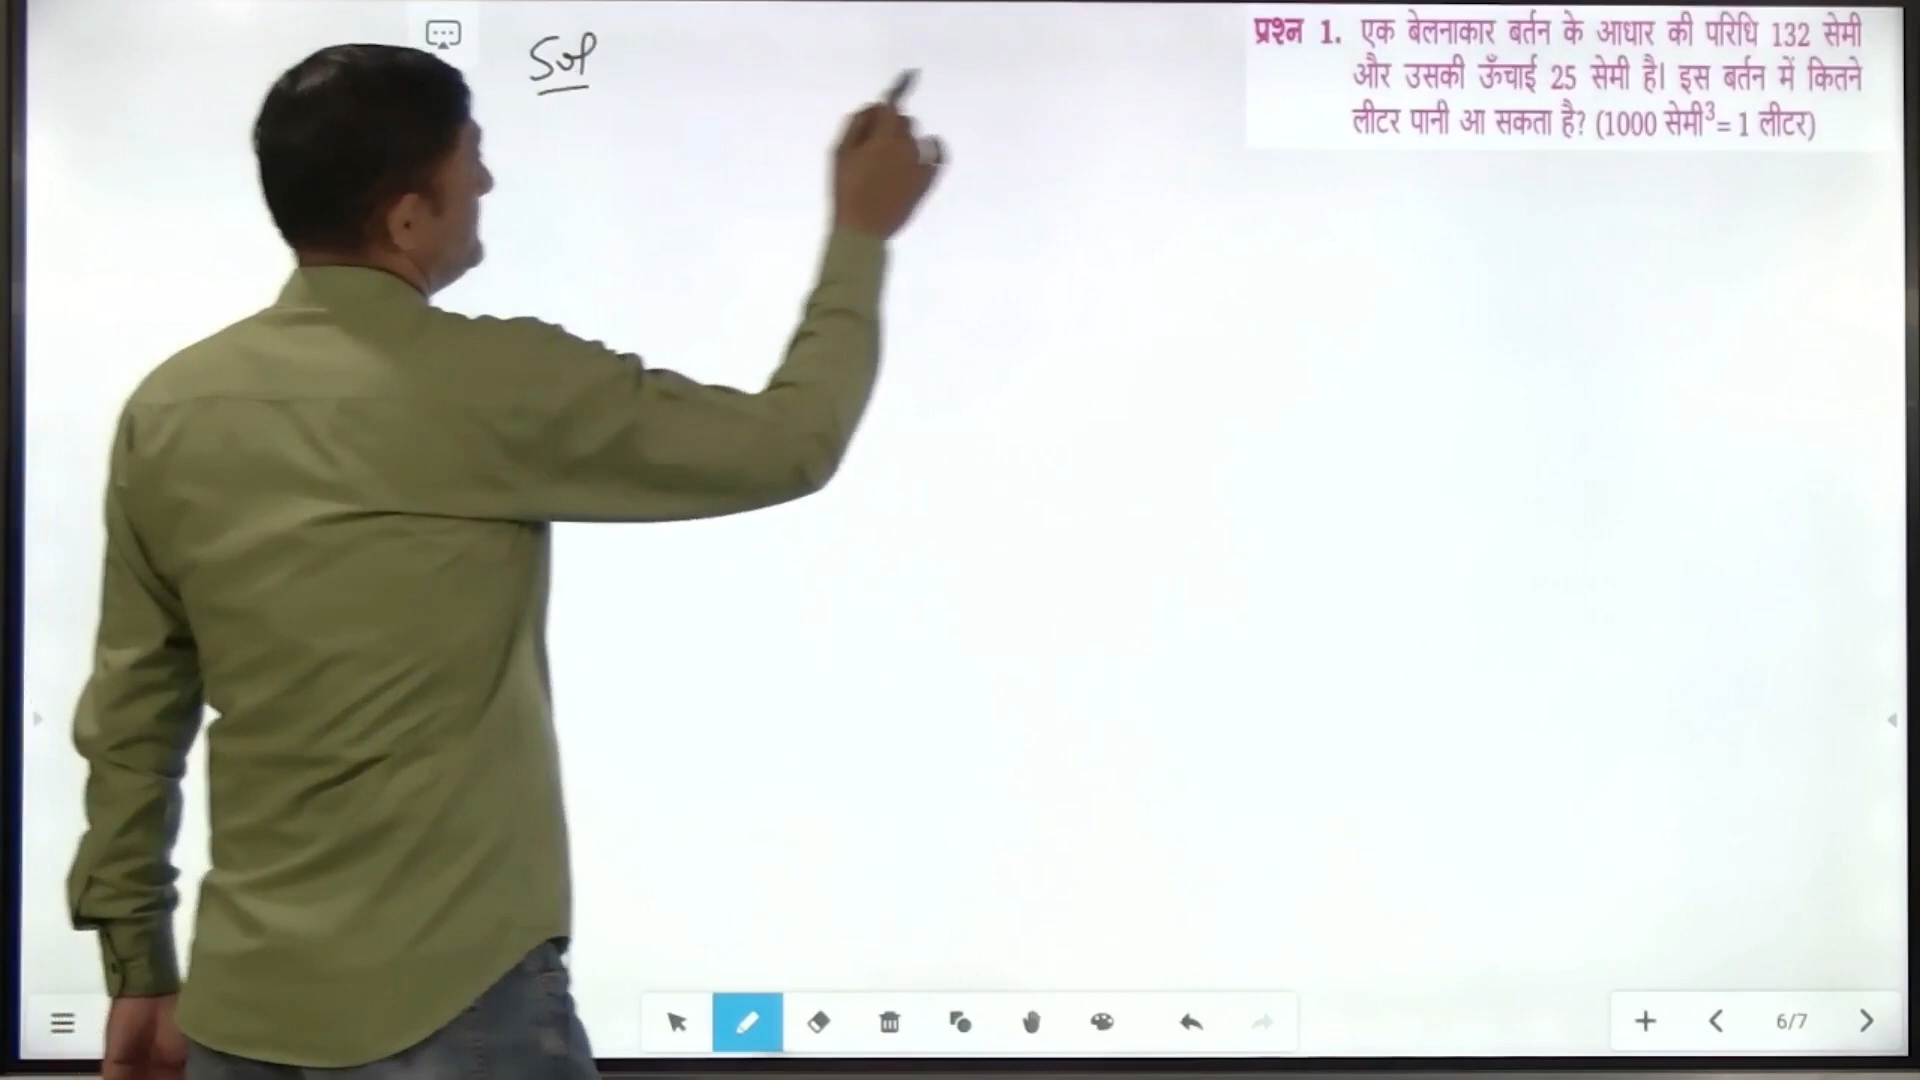 Sol
प्रश्न 1. एक बेलनाकार बर्तन के आधार की परिधि 132 सेमी
और उसकी ऊँचाई 25 सेमी है। इस बर्तन में कितने
लीटर पानी आ सकता है? (1000 सेमी³= 1 लीटर)
6/7